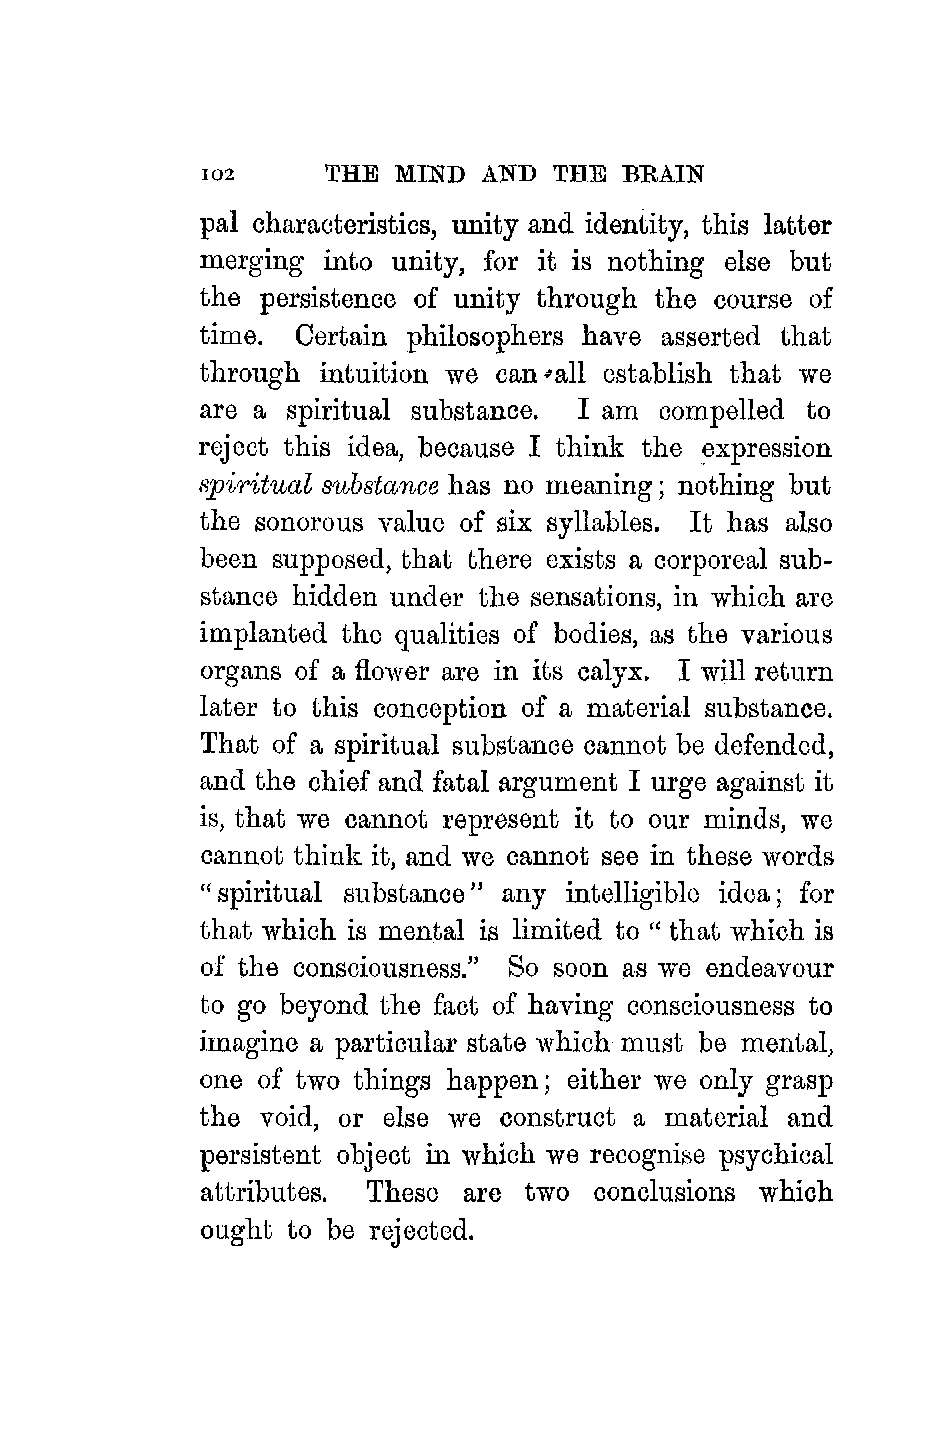 102 THE MIND AND THE BRAIN
pal characteristics, unity and identity, this latter
merging into unity, for it is nothing else but
the persistence of unity through the course of
time. Certain philosophers have asserted that
through intuition we can all establish that we
are a spiritual substance. I am compelled to
reject this idea, because I think the expression
spiritual substance has no meaning; nothing but
the sonorous value of six syllables. It has also
been supposed, that there exists a corporeal sub-
stance hidden under the sensations, in which are
implanted the qualities of bodies, as the various
organs of a flower are in its calyx. I will return
later to this conception of a material substance.
That of a spiritual substance cannot be defended,
and the chief and fatal argument I urge against it
is, that we cannot represent it to our minds, we
cannot think it, and we cannot see in these words
“spiritual substance” any intelligible idea; for
that which is mental is limited to “that which is
of the consciousness.” So soon as we endeavour
to go beyond the fact of having consciousness to
imagine a particular state which must be mental,
one of two things happen; either we only grasp
the void, or else we construct a material and
persistent object in which we recognise psychical
attributes. These are two conclusions which
ought to be rejected.